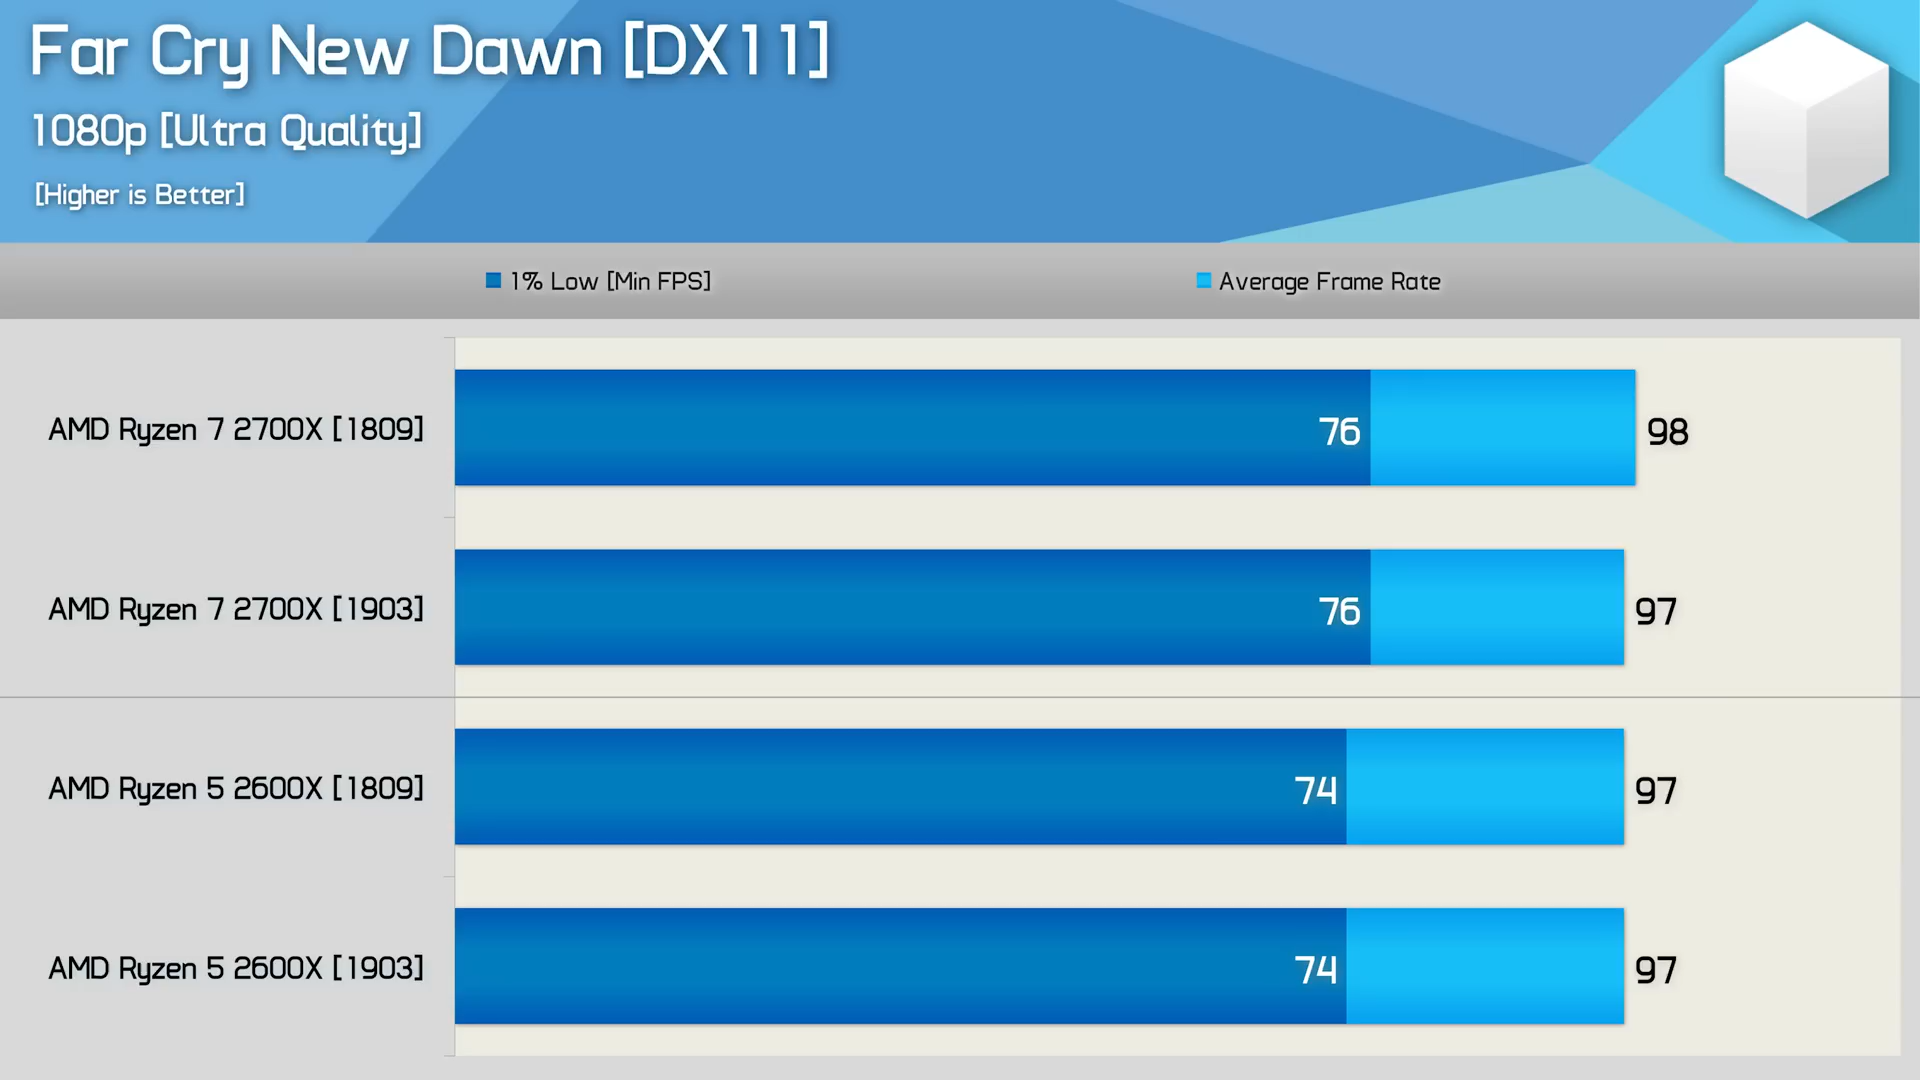 Far Cry New Dawn [DX11]
1080p [Ultra Quality]
[Higher is Better]
1% Low [Min FPS]
Average Frame Rate
AMD Ryzen 7 2700X [1809]
76
98
AMD Ryzen 7 2700X [1903]
76
97
AMD Ryzen 5 2600X [1809]
74
97
AMD Ryzen 5 2600X [1903]
74
97